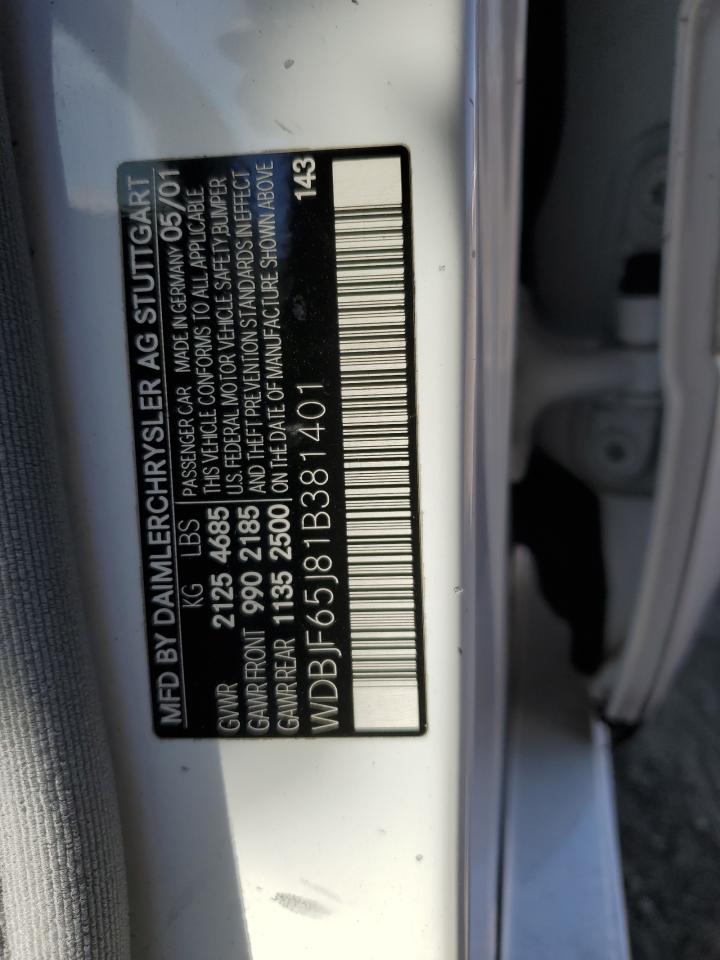 MFD BY DAIMLERCHRYSLER AG STUTTGART
KG LBS PASSENGER CAR MADE IN GERMANY 05/01
GVWR 2125 4685 THIS VEHICLE CONFORMS TO ALL APPLICABLE
U.S. FEDERAL MOTOR VEHICLE SAFETY BUMPER
GAWR FRONT 990 2185 AND THEFT PREVENTION STANDARDS IN EFFECT
GAWR REAR 1135 2500 ON THE DATE OF MANUFACTURE SHOWN ABOVE
WDBJF65J81B381401 143